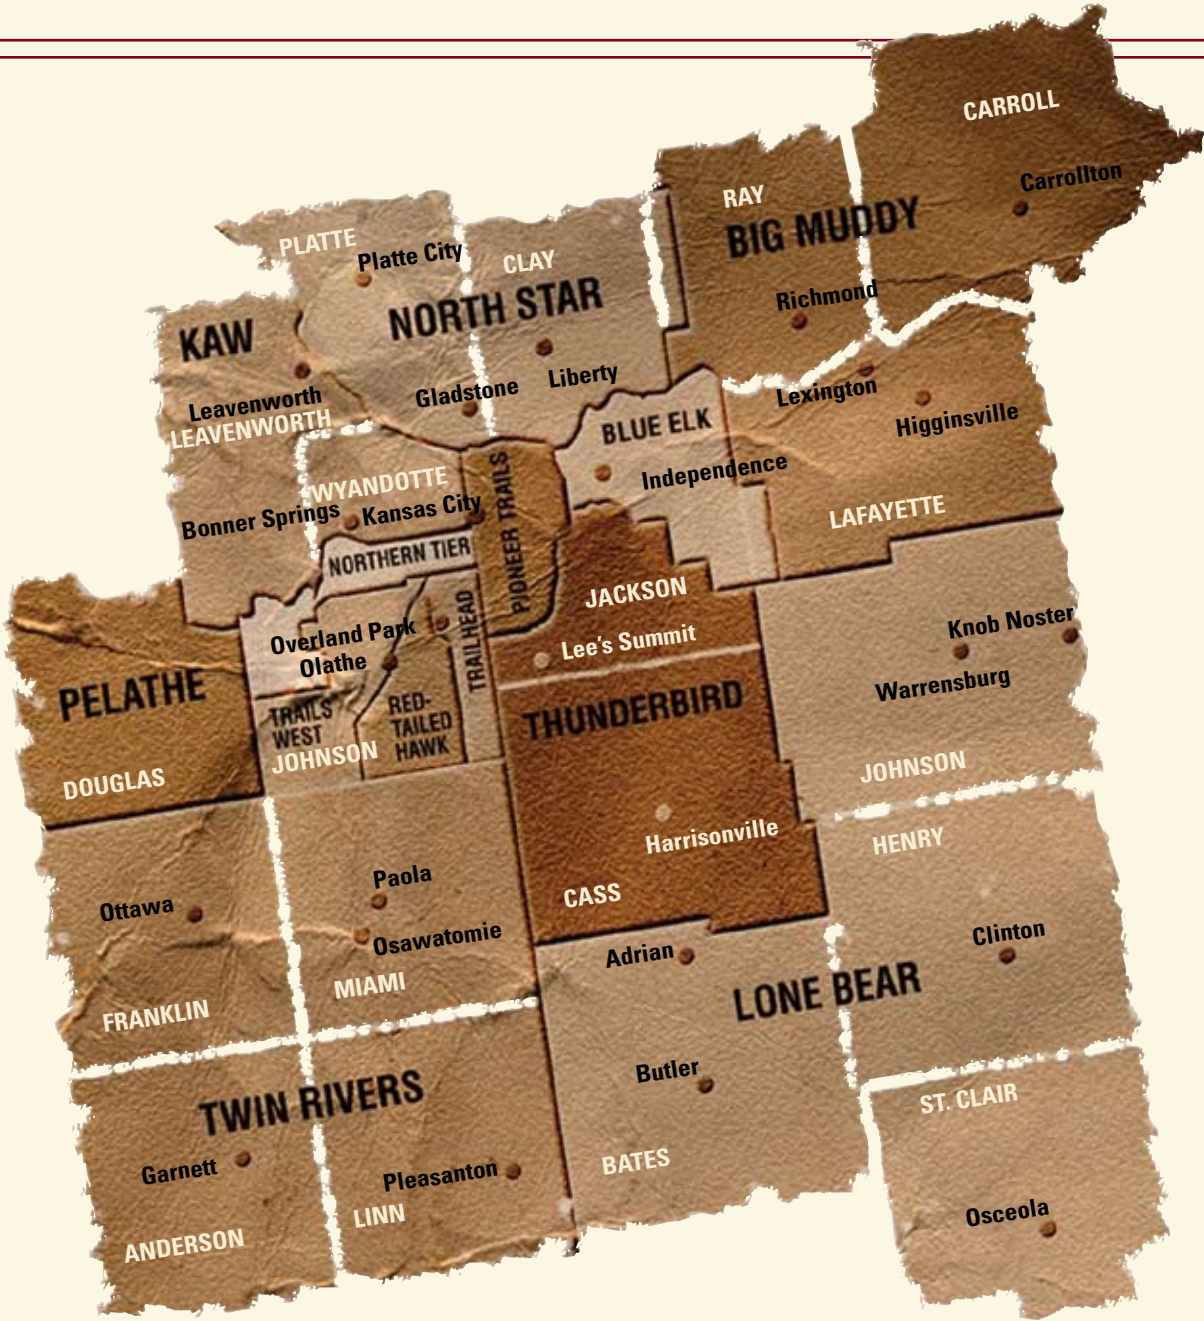 CARROLL
Carrollton
RAY
BIG MUDDY
Richmond
PLATTE
Platte City
CLAY
NORTH STAR
KAW
Leavenworth
LEAVENWORTH
Gladstone
Liberty
Lexington
Higginsville
BLUE ELK
Independence
LAFAYETTE
WYANDOTTE
Bonner Springs
Kansas City
PIONEER TRAILS
NORTHERN TIER
JACKSON
Lee's Summit
Overland Park
Olathe
TRAILHEAD
Knob Noster
Warrensburg
PELATHE
TRAILS
WEST
RED-
TAILED
HAWK
JOHNSON
DOUGLAS
THUNDERBIRD
JOHNSON
Harrisonville
HENRY
CASS
Paola
Ottawa
Osawatomie
MIAMI
FRANKLIN
Adrian
Clinton
LONE BEAR
Butler
TWIN RIVERS
ST. CLAIR
Garnett
Pleasanton
BATES
LINN
ANDERSON
Osceola